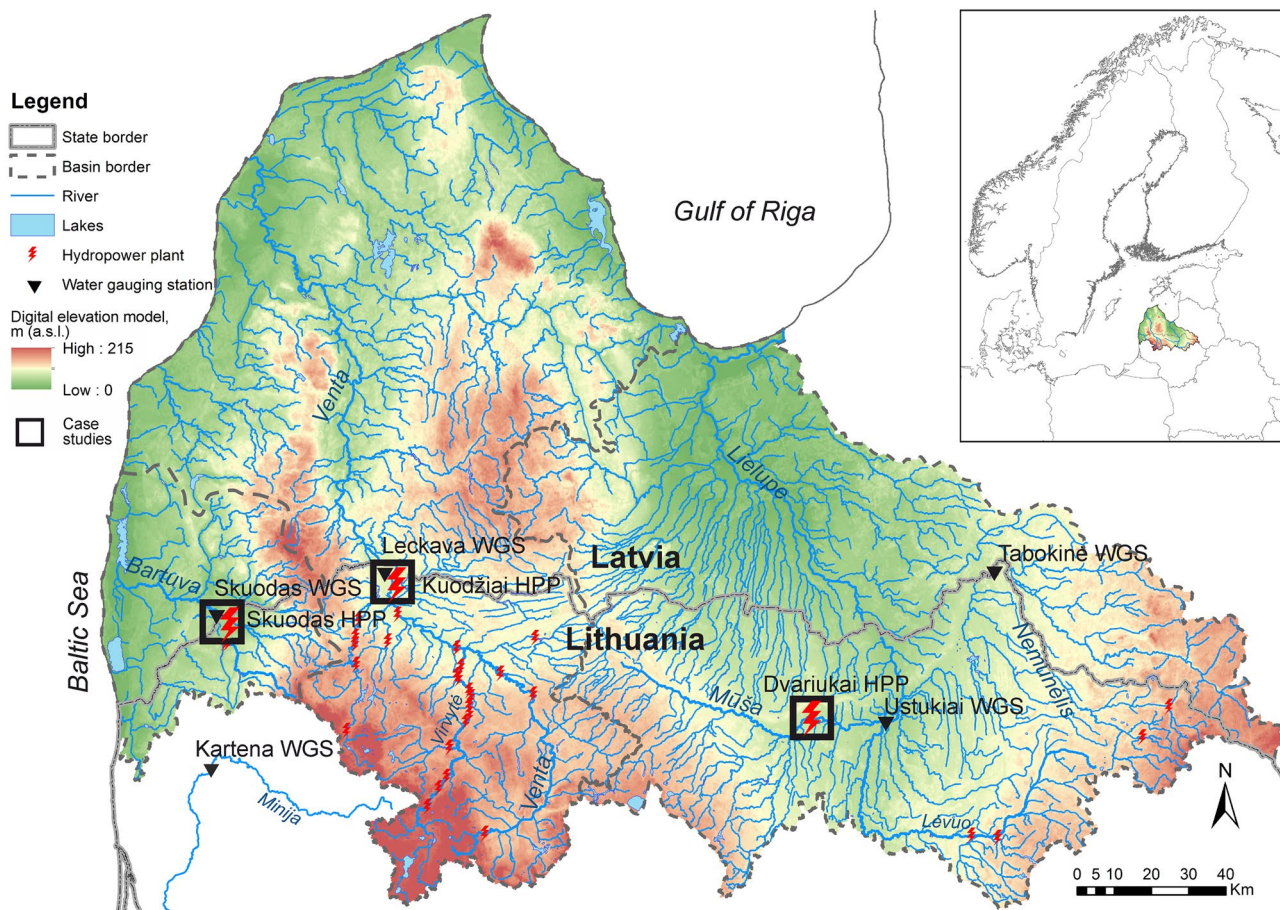 Legend
State border
Basin border
River
Lakes
Hydropower plant
Water gauging station
Digital elevation model,
m (a.s.l.)
High : 215
Low : 0
Case
studies
Gulf of Riga
Baltic Sea
Venta
Lielupe
Bartuva
Leckava WGS
Kuodžiai HPP
Skuodas WGS
Skuodas HPP
Latvia
Lithuania
Tabokinė WGS
Nemunėlis
Mūša
Dvariukai HPP
Ustukiai WGS
Virvytė
Venta
Kartena WGS
Minija
Lėvuo
N
0 5 10 20 30 40
Km